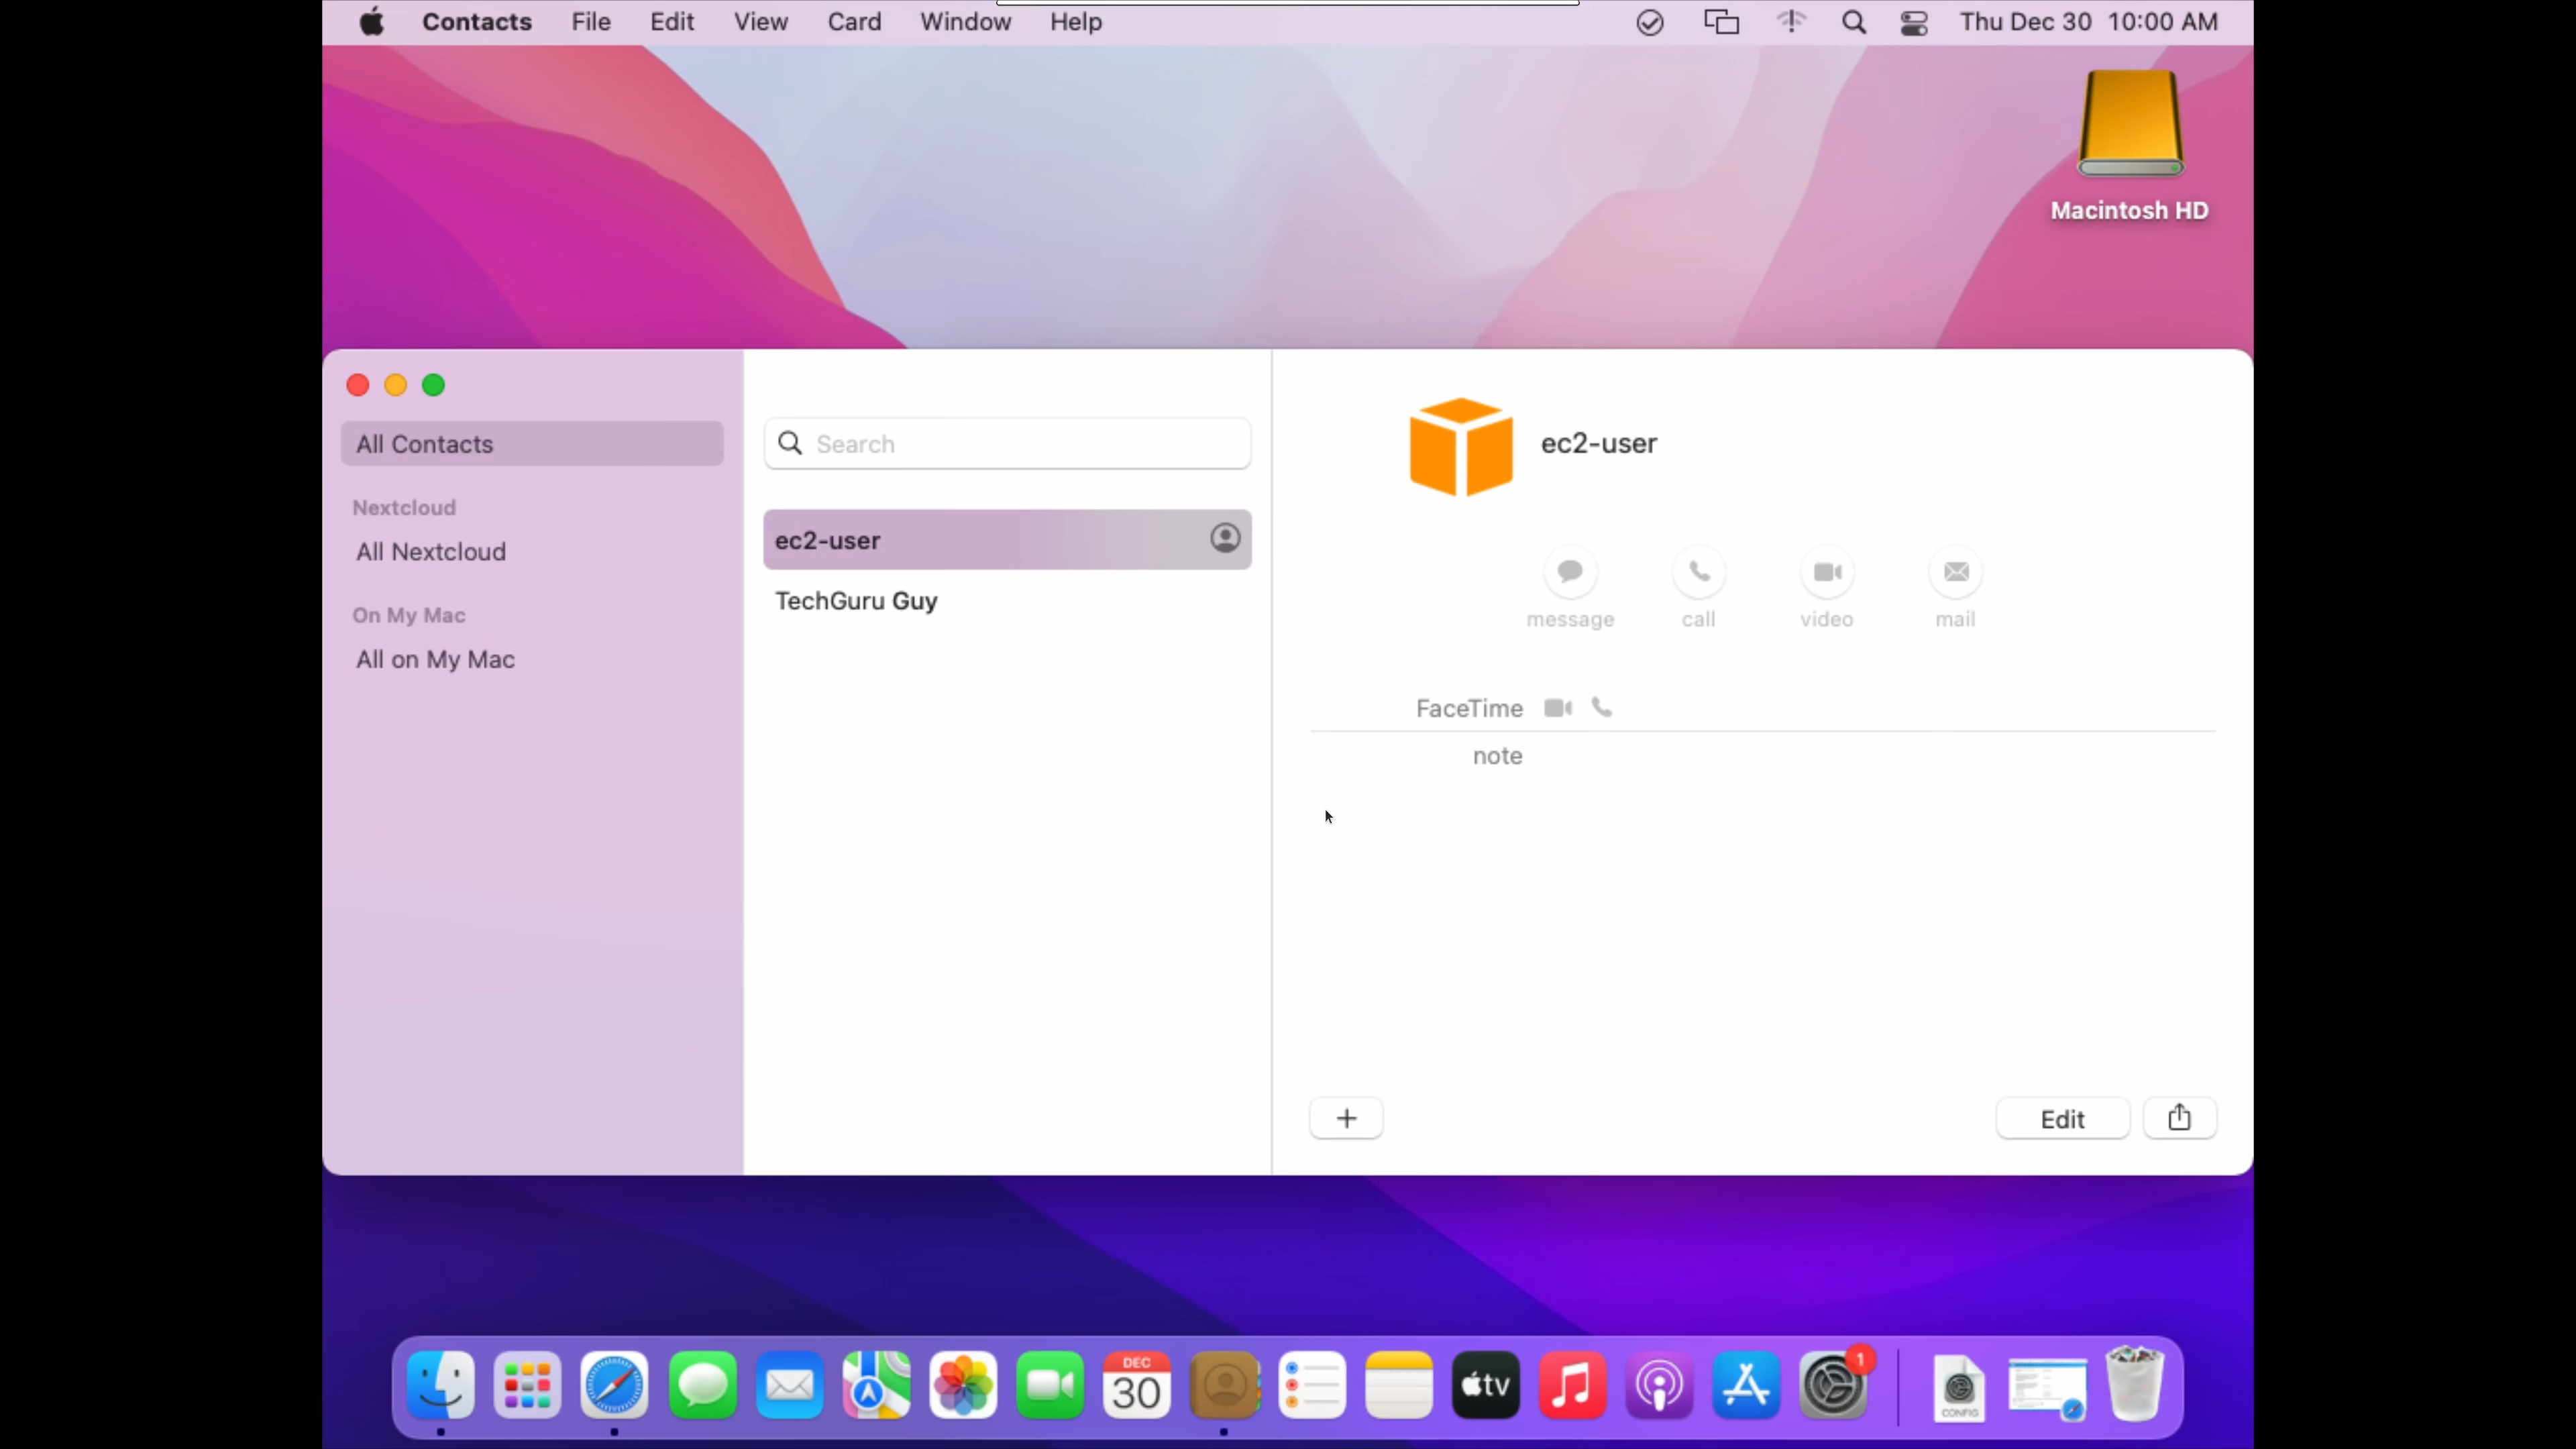 Contacts File Edit View Card Window Help Thu Dec 30 10:00 AM
Macintosh HD
All Contacts
Nextcloud
All Nextcloud
On My Mac
All on My Mac
Search
ec2-user
TechGuru Guy
ec2-user
message call video mail
FaceTime
note
+ Edit
DEC
30
tv
1
CONFIG